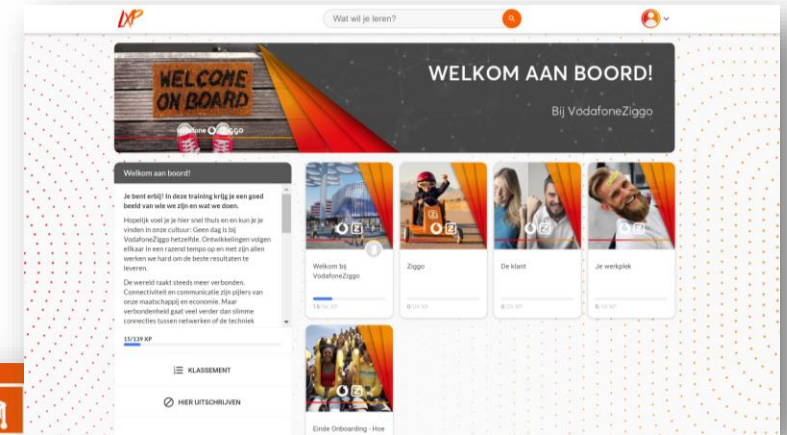 LXP
Wat wil je leren?
WELCOME
ON BOARD
vodafone Ziggo
WELKOM AAN BOORD!
Bij VodafoneZiggo
Welkom aan boord!
Je bent erbij! In deze training krijg je een goed
beeld van wie we zijn en wat we doen.
Hopelijk voel je je hier snel thuis en en kun je je
vinden in onze cultuur: Geen dag is bij
VodafoneZiggo hetzelfde. Ontwikkelingen volgen
elkaar in een razend tempo op en met zijn allen
werken we hard om de beste resultaten te
leveren.
De wereld raakt steeds meer verbonden.
Connectiviteit en communicatie zijn pijlers van
onze maatschappij en economie. Maar
verbondenheid gaat veel verder dan slimme
connecties tussen netwerken of de techniek
15/139 XP
KLASSEMENT
HIER UITSCHRIJVEN
Welkom bij
VodafoneZiggo
Ziggo
De klant
Je werkplek
Einde Onboarding - Hoe